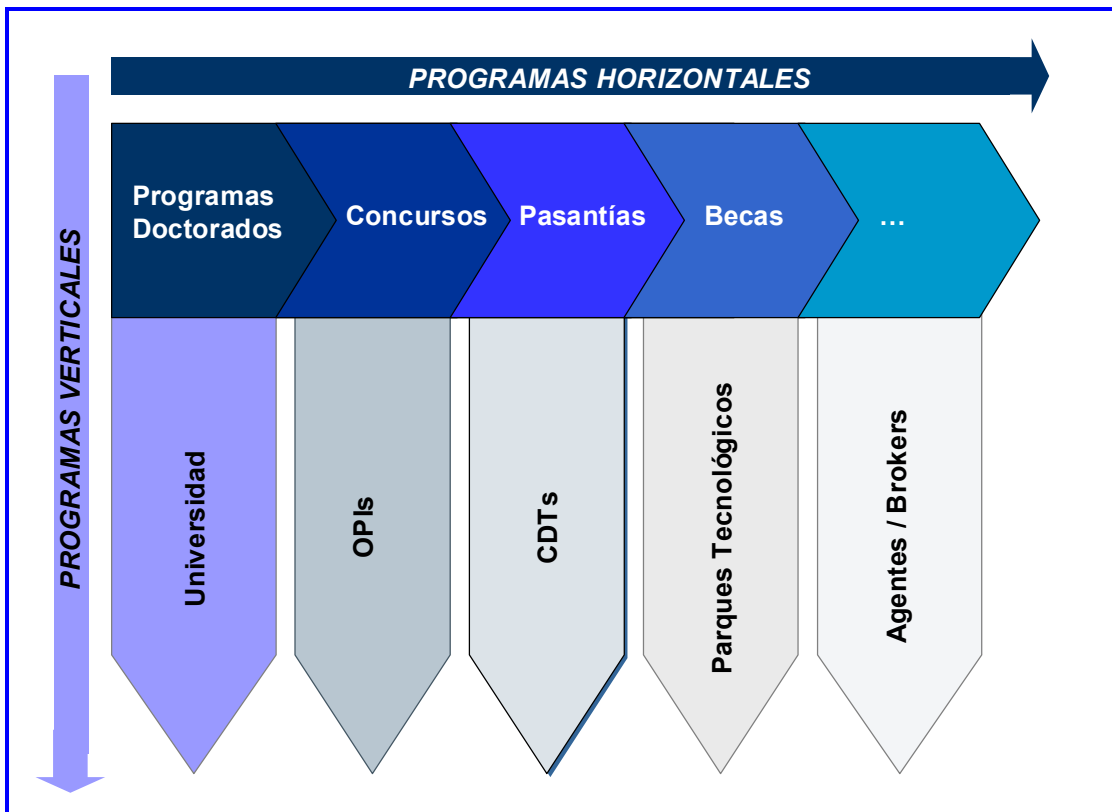 PROGRAMAS HORIZONTALES
PROGRAMAS VERTICALES
Programas
Doctorados
Concursos
Pasantías
Becas
...
Universidad
OPIs
CDTs
Parques Tecnológicos
Agentes / Brokers